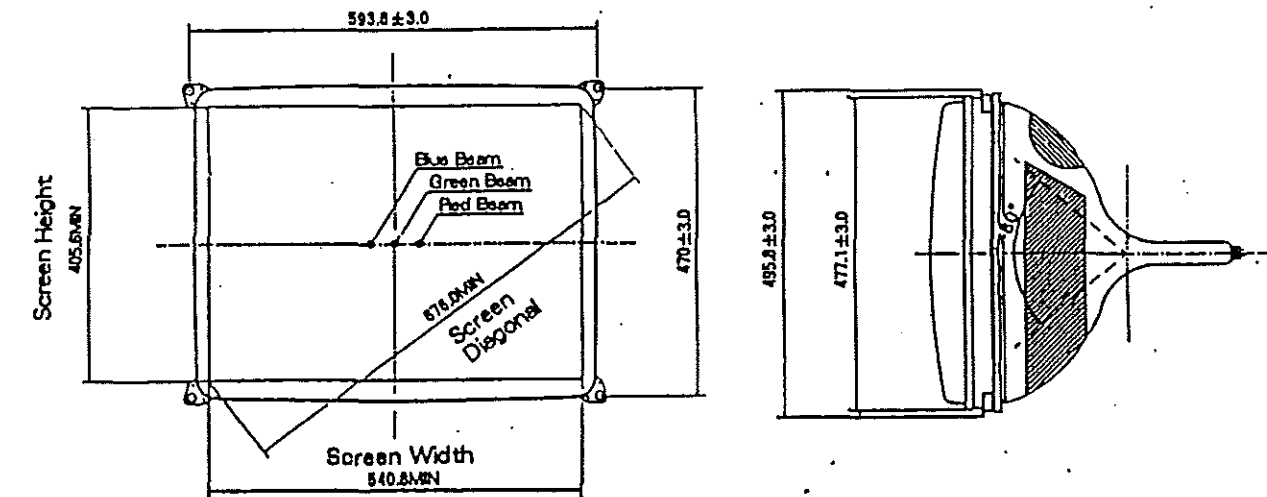 593.8±3.0
Blue Beam
Green Beam
Red Beam
Screen Height
405.6MIN
676.0MIN
Screen
Diagonal
470±3.0
Screen Width
540.8MIN
495.8±3.0
477.1±3.0
60°